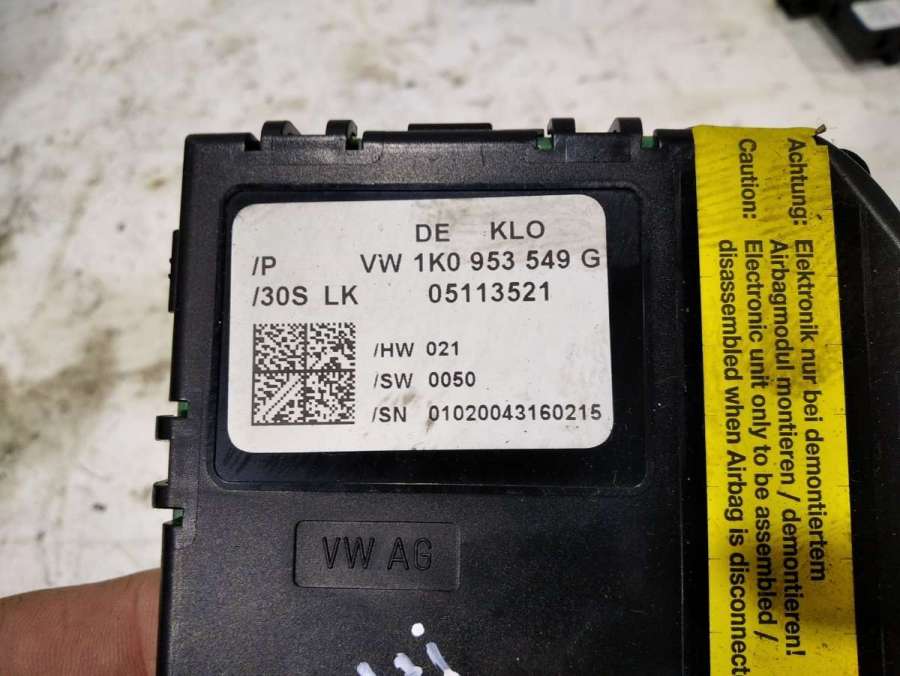 DE KLO
/P VW 1K0 953 549 G
/30S LK 05113521
/HW 021
/SW 0050
/SN 01020043160215
VW AG
Achtung: Elektronik nur bei demontiertem
Airbagmodul montieren / demontieren!
Caution: Electronic unit only to be assembled /
disassembled when Airbag is disconnect